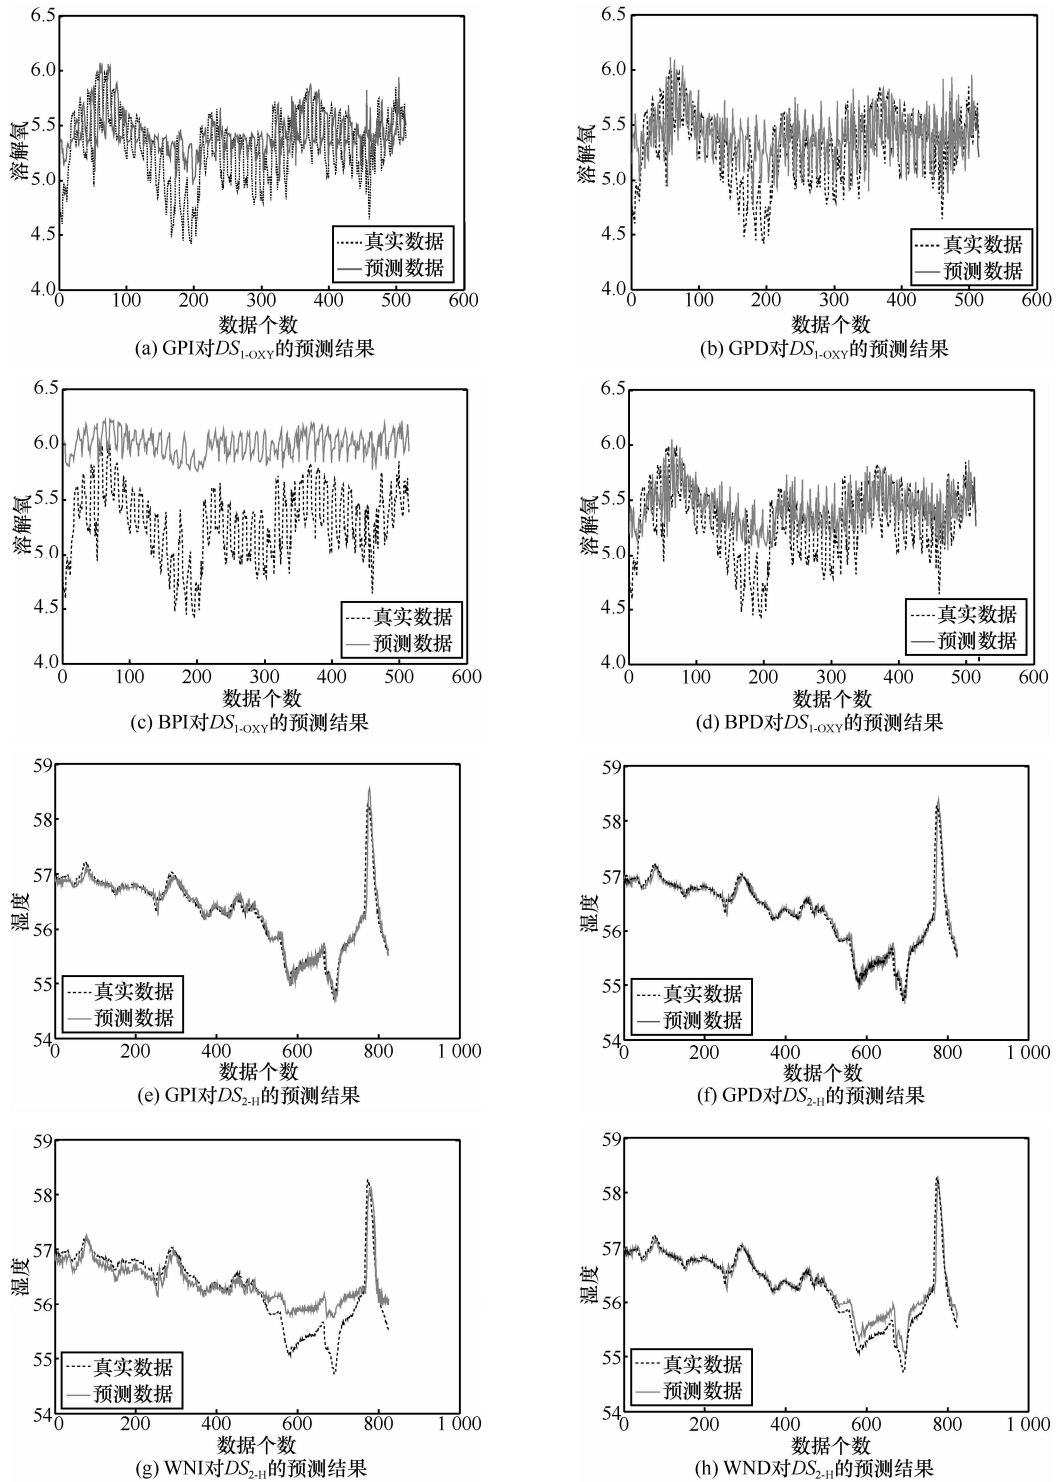 6.5
6.0
5.5
5.0
4.5
4.0
溶解氧
真实数据
预测数据
0 100 200 300 400 500 600
数据个数
(a) GPI对DS1-OXY的预测结果
6.5
6.0
5.5
5.0
4.5
4.0
溶解氧
真实数据
预测数据
0 100 200 300 400 500 600
数据个数
(b) GPD对DS1-OXY的预测结果
6.5
6.0
5.5
5.0
4.5
4.0
溶解氧
真实数据
预测数据
0 100 200 300 400 500 600
数据个数
(c) BPI对DS1-OXY的预测结果
6.5
6.0
5.5
5.0
4.5
4.0
溶解氧
真实数据
预测数据
0 100 200 300 400 500 600
数据个数
(d) BPD对DS1-OXY的预测结果
59
58
57
56
55
54
湿度
真实数据
预测数据
0 200 400 600 800 1 000
数据个数
(e) GPI对DS2-H的预测结果
59
58
57
56
55
54
湿度
真实数据
预测数据
0 200 400 600 800 1 000
数据个数
(f) GPD对DS2-H的预测结果
59
58
57
56
55
54
湿度
真实数据
预测数据
0 200 400 600 800 1 000
数据个数
(g) WNI对DS2-H的预测结果
59
58
57
56
55
54
湿度
真实数据
预测数据
0 200 400 600 800 1 000
数据个数
(h) WND对DS2-H的预测结果